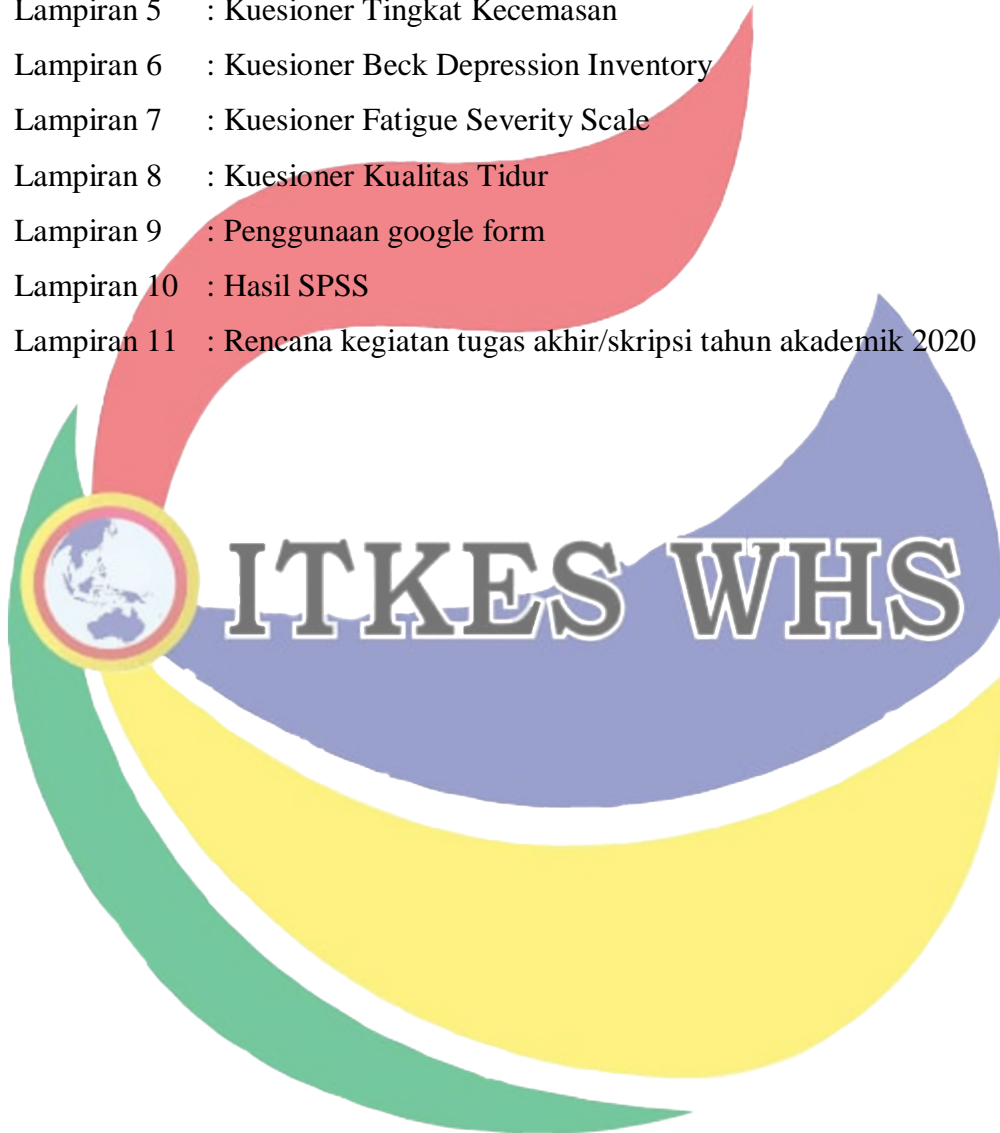 Lampiran 5 : Kuesioner Tingkat Kecemasan
Lampiran 6 : Kuesioner Beck Depression Inventory
Lampiran 7 : Kuesioner Fatigue Severity Scale
Lampiran 8 : Kuesioner Kualitas Tidur
Lampiran 9 : Penggunaan google form
Lampiran 10 : Hasil SPSS
Lampiran 11 : Rencana kegiatan tugas akhir/skripsi tahun akademik 2020
ITKES WHS